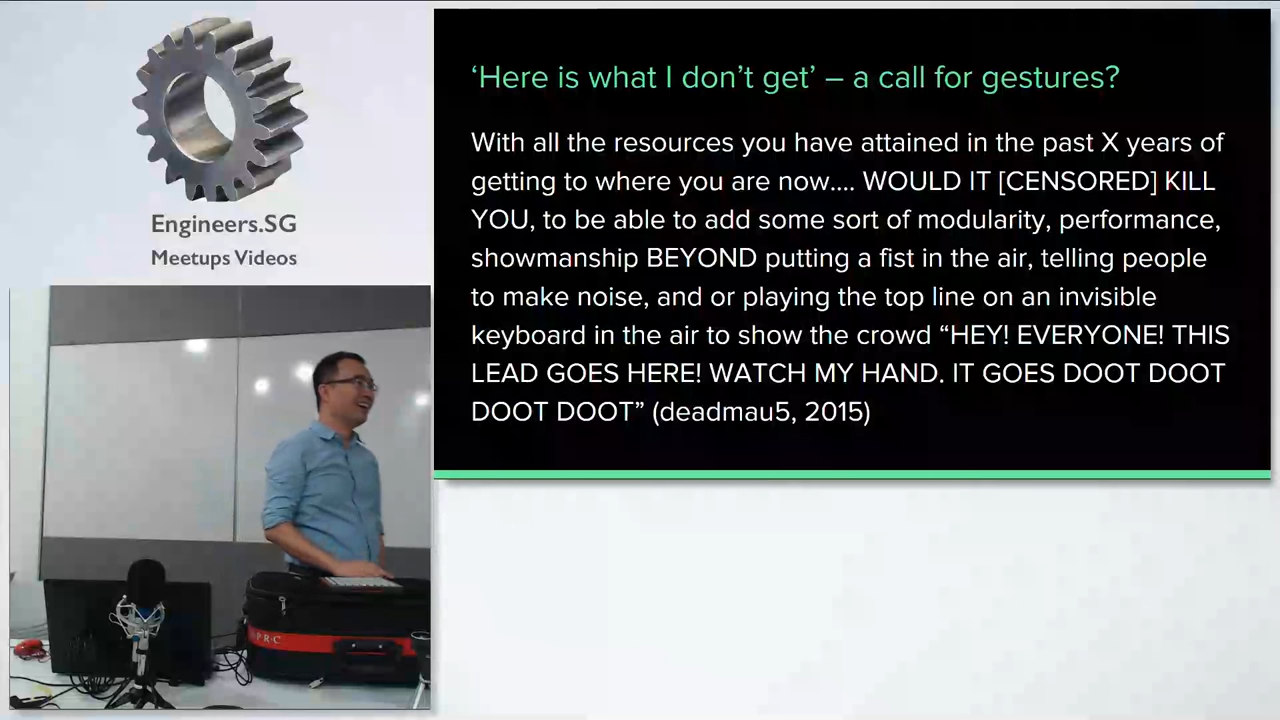 Engineers.SG
Meetups Videos
‘Here is what I don’t get’ – a call for gestures?
With all the resources you have attained in the past X years of
getting to where you are now.... WOULD IT [CENSORED] KILL
YOU, to be able to add some sort of modularity, performance,
showmanship BEYOND putting a fist in the air, telling people
to make noise, and or playing the top line on an invisible
keyboard in the air to show the crowd “HEY! EVERYONE! THIS
LEAD GOES HERE! WATCH MY HAND. IT GOES DOOT DOOT
DOOT DOOT” (deadmau5, 2015)